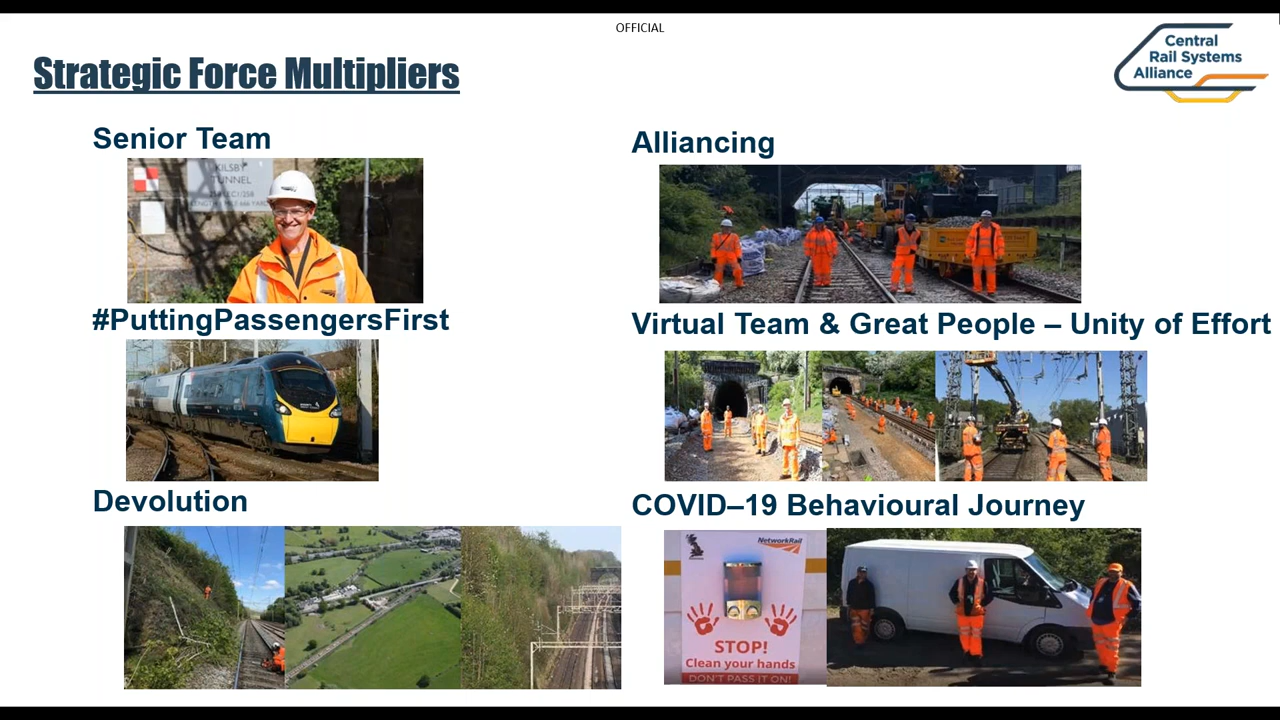 OFFICIAL
Strategic Force Multipliers
Central
Rail Systems
Alliance
Senior Team
KILSBY
TUNNEL
Alliancing
#PuttingPassengersFirst
Virtual Team & Great People – Unity of Effort
Devolution
COVID–19 Behavioural Journey
NetworkRail
STOP!
Clean your hands
DON'T PASS IT ON!